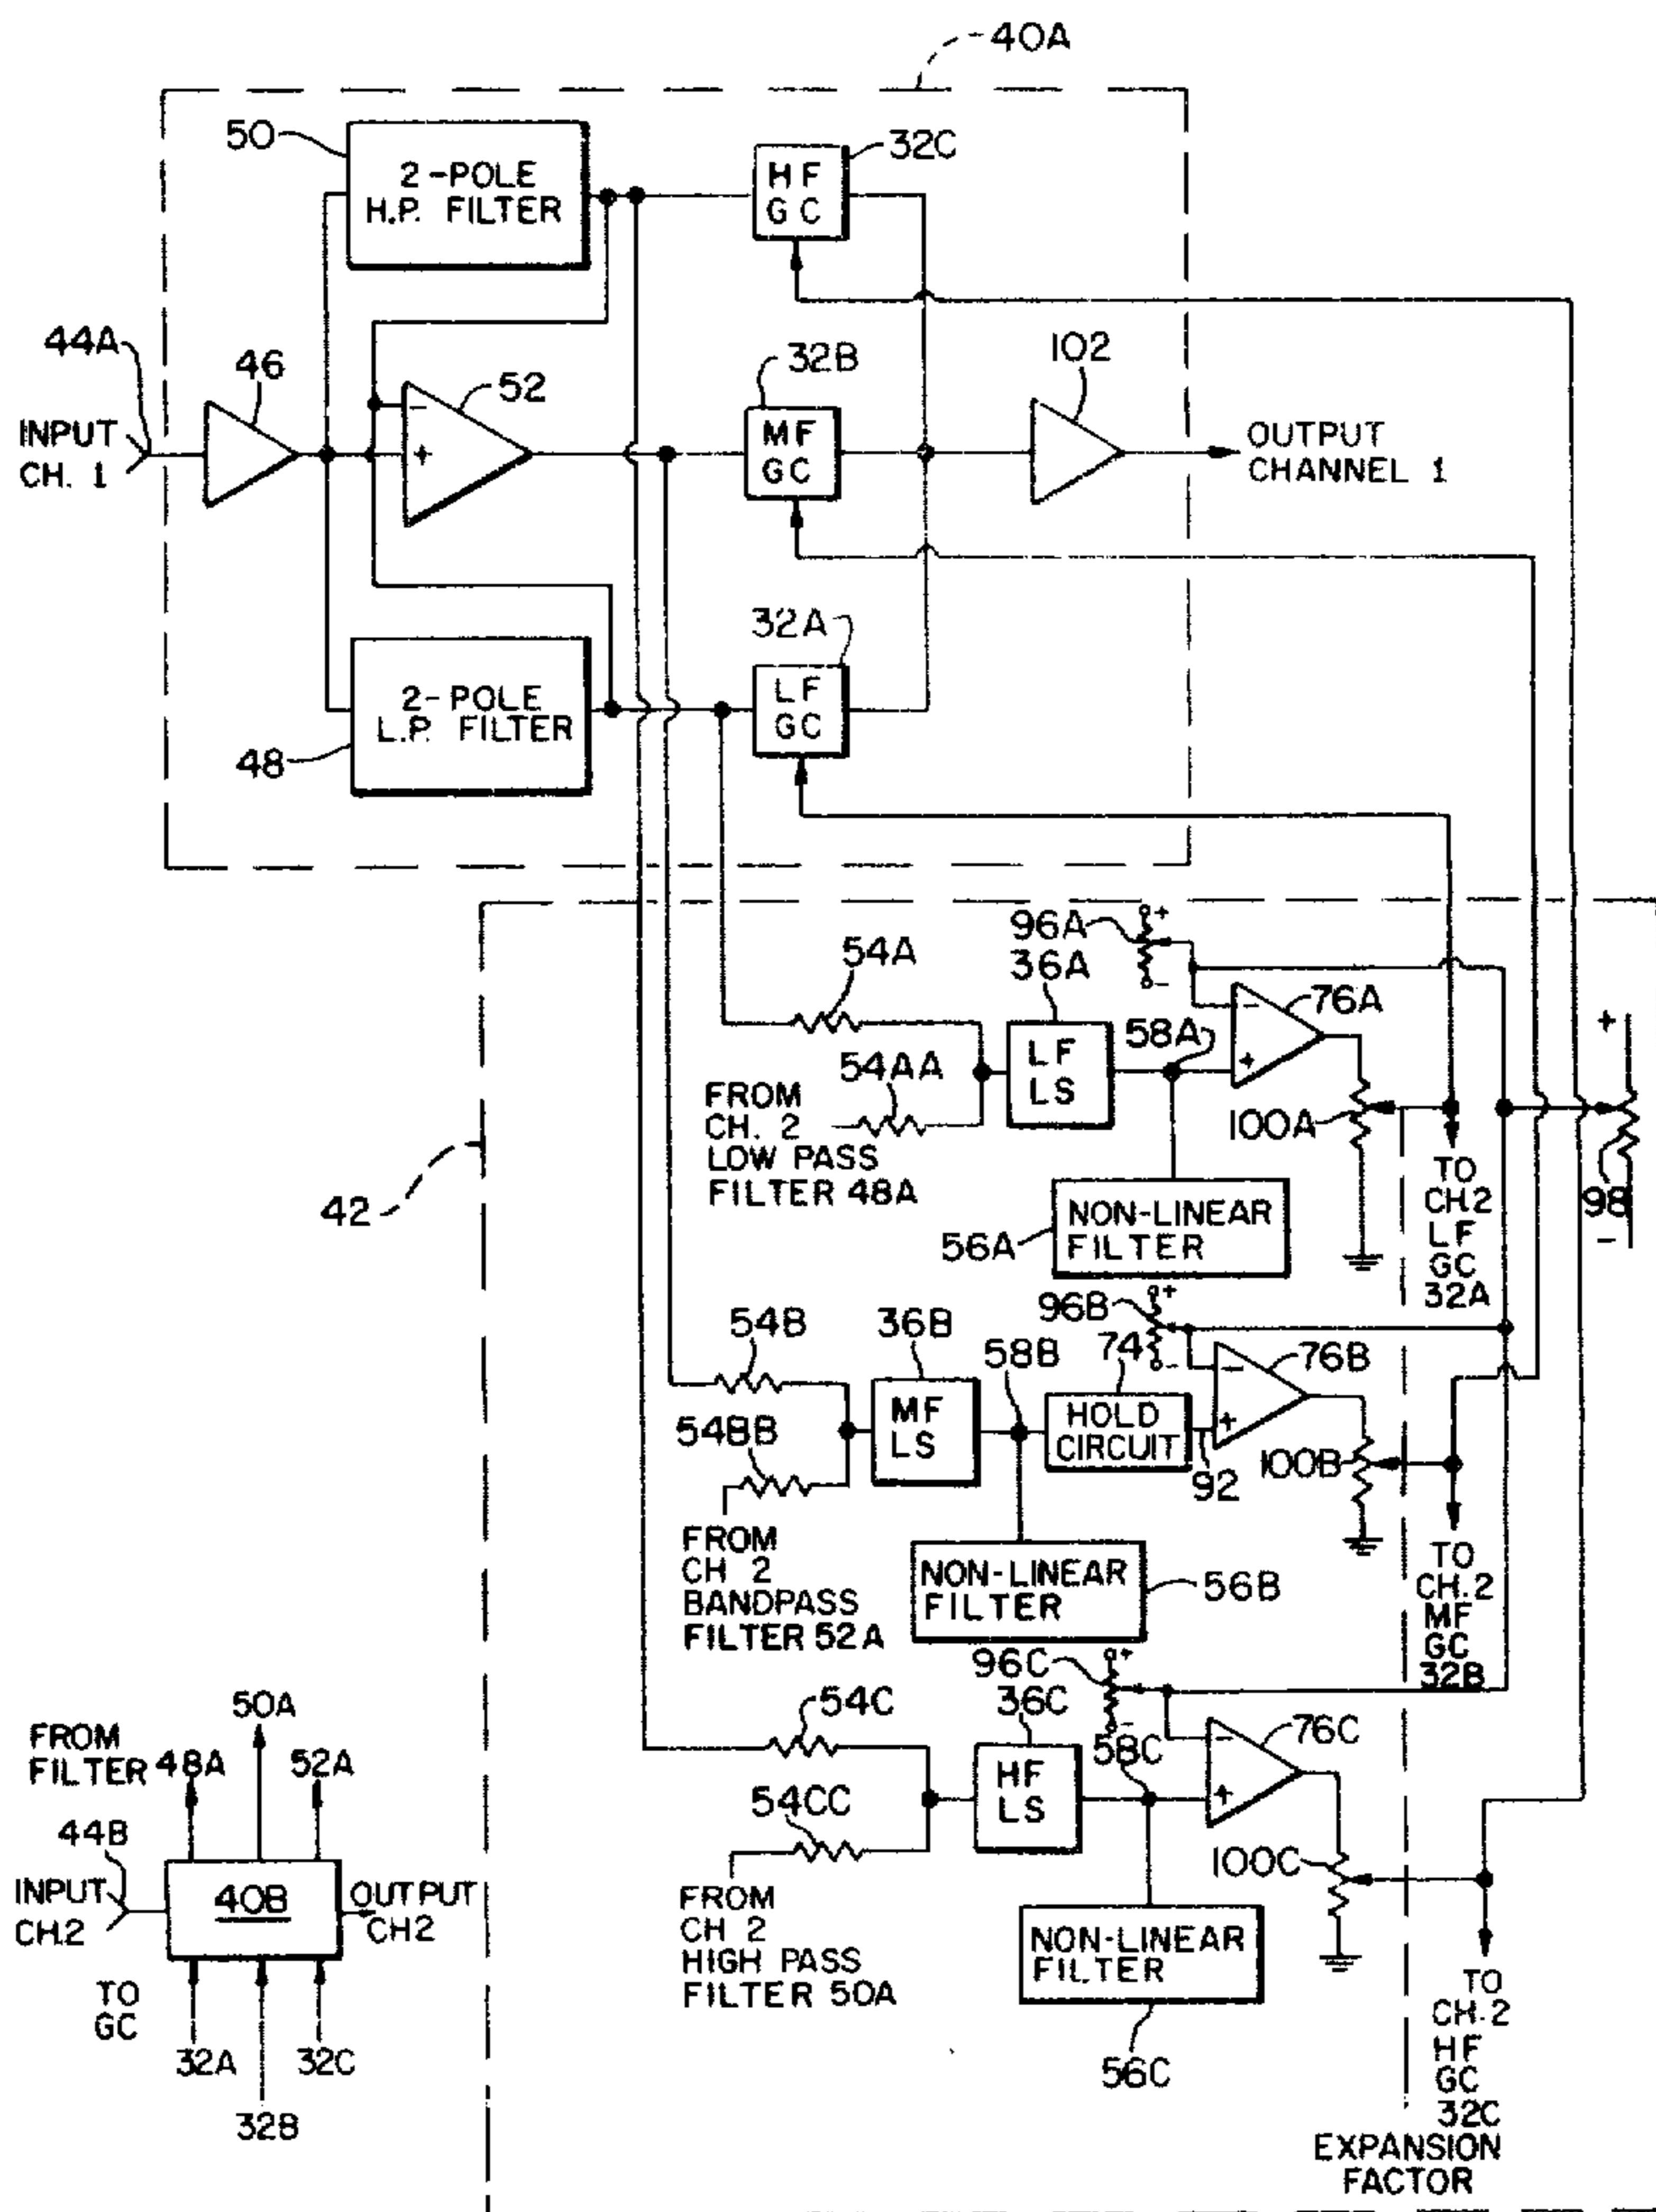 40A
50
2-POLE
H.P. FILTER
HF
GC
32C
44A
46
52
32B
102
INPUT
CH. 1
-
+
MF
GC
OUTPUT
CHANNEL 1
32A
2-POLE
L.P. FILTER
LF
GC
48
96A
+
-
54A
36A
76A
58A
-
+
LF
LS
54AA
FROM
CH. 2
LOW PASS
FILTER 48A
100A
+
98
-
42
NON-LINEAR
FILTER
56A
TO
CH.2
LF
GC
32A
96B
+
-
54B
36B
58B
74
76B
MF
LS
HOLD
CIRCUIT
-
+
92
100B
54BB
FROM
CH 2
BANDPASS
FILTER 52A
NON-LINEAR
FILTER
56B
TO
CH.2
MF
GC
32B
96C
+
-
54C
36C
58C
76C
HF
LS
-
+
54CC
100C
FROM
CH 2
HIGH PASS
FILTER 50A
NON-LINEAR
FILTER
56C
TO
CH.2
HF
GC
32C
EXPANSION
FACTOR
50A
FROM
FILTER 48A
52A
44B
INPUT
CH.2
40B
OUTPUT
CH2
TO
GC
32A
32C
32B